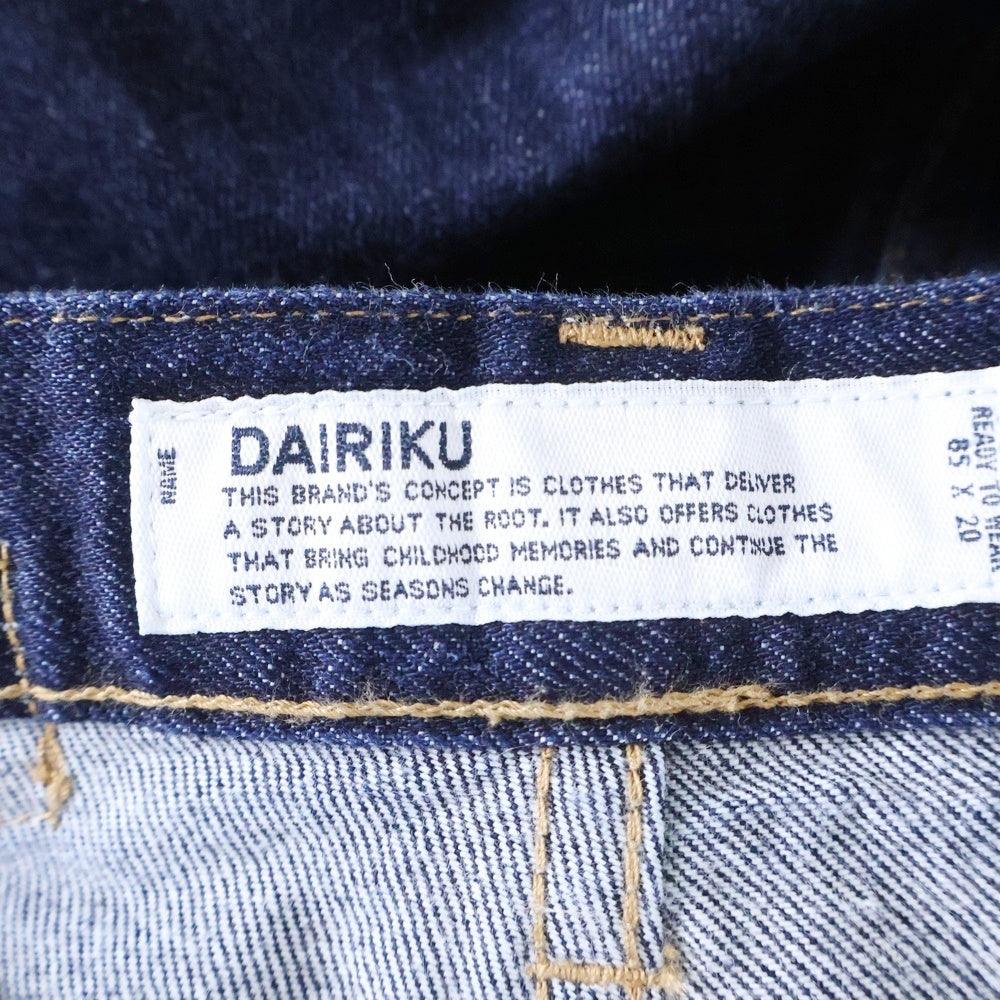 NAME
DAIRIKU
THIS BRAND'S CONCEPT IS CLOTHES THAT DELIVER
A STORY ABOUT THE ROOT. IT ALSO OFFERS CLOTHES
THAT BRING CHILDHOOD MEMORIES AND CONTINUE THE
STORY AS SEASONS CHANGE.
READY TO WEAR
85 X 20